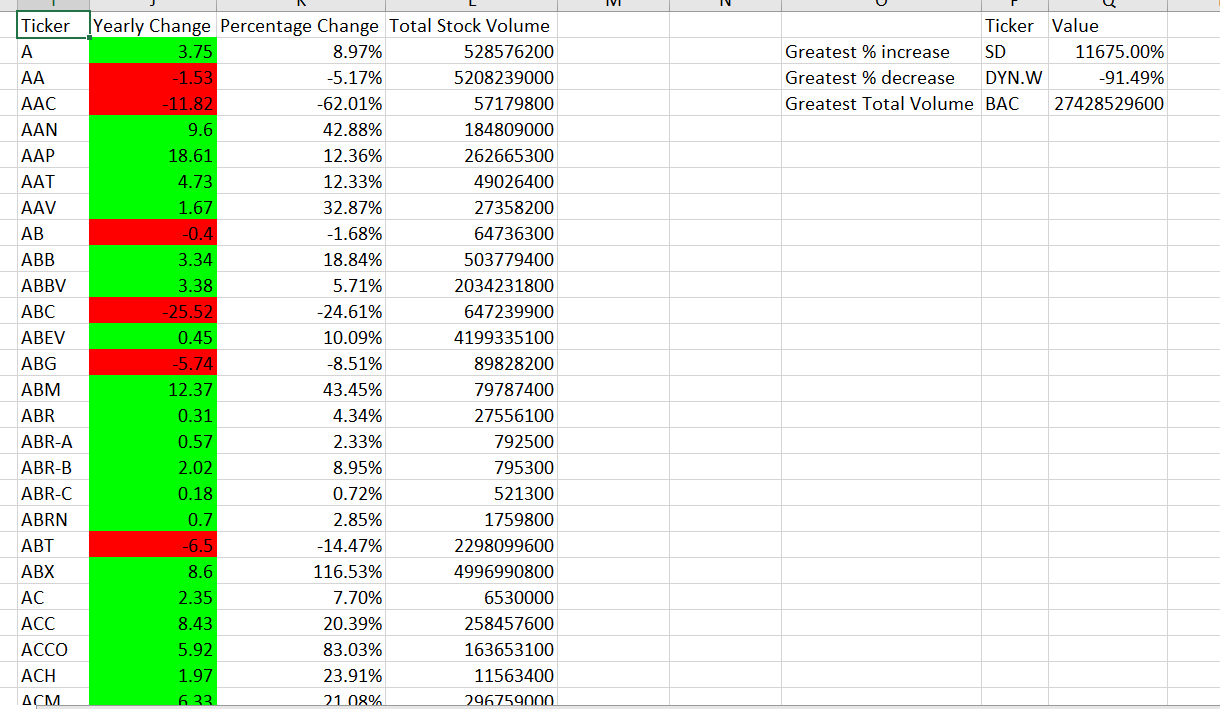 I J K L M N O P Q
Ticker Yearly Change Percentage Change Total Stock Volume Ticker Value
A 3.75 8.97% 528576200 Greatest % increase SD 11675.00%
AA -1.53 -5.17% 5208239000 Greatest % decrease DYN.W -91.49%
AAC -11.82 -62.01% 57179800 Greatest Total Volume BAC 27428529600
AAN 9.6 42.88% 184809000
AAP 18.61 12.36% 262665300
AAT 4.73 12.33% 49026400
AAV 1.67 32.87% 27358200
AB -0.4 -1.68% 64736300
ABB 3.34 18.84% 503779400
ABBV 3.38 5.71% 2034231800
ABC -25.52 -24.61% 647239900
ABEV 0.45 10.09% 4199335100
ABG -5.74 -8.51% 89828200
ABM 12.37 43.45% 79787400
ABR 0.31 4.34% 27556100
ABR-A 0.57 2.33% 792500
ABR-B 2.02 8.95% 795300
ABR-C 0.18 0.72% 521300
ABRN 0.7 2.85% 1759800
ABT -6.5 -14.47% 2298099600
ABX 8.6 116.53% 4996990800
AC 2.35 7.70% 6530000
ACC 8.43 20.39% 258457600
ACCO 5.92 83.03% 163653100
ACH 1.97 23.91% 11563400
ACM 6.33 21.08% 296759000